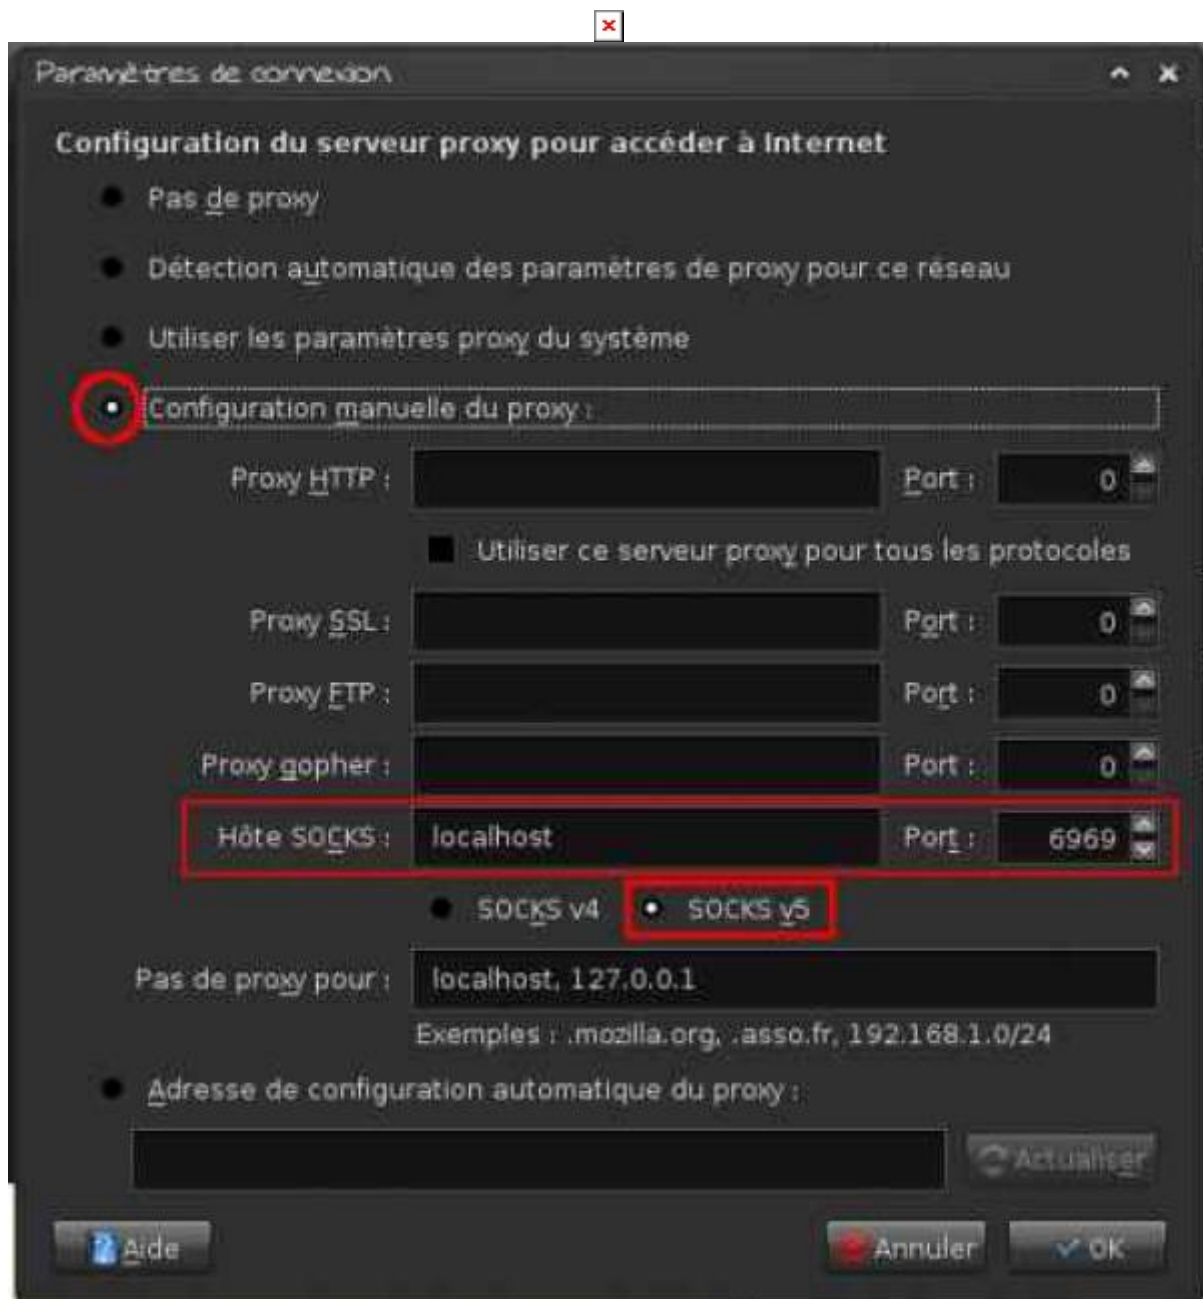 Paramètres de connexion
Configuration du serveur proxy pour accéder à Internet
Pas de proxy
Détection automatique des paramètres de proxy pour ce réseau
Utiliser les paramètres proxy du système
Configuration manuelle du proxy :
Proxy HTTP : Port : 0
Utiliser ce serveur proxy pour tous les protocoles
Proxy SSL : Port : 0
Proxy FTP : Port : 0
Proxy gopher : Port : 0
Hôte SOCKS : localhost Port : 6969
SOCKS v4 SOCKS v5
Pas de proxy pour : localhost, 127.0.0.1
Exemples : .mozilla.org, .asso.fr, 192.168.1.0/24
Adresse de configuration automatique du proxy :
Actualiser
Aide Annuler OK